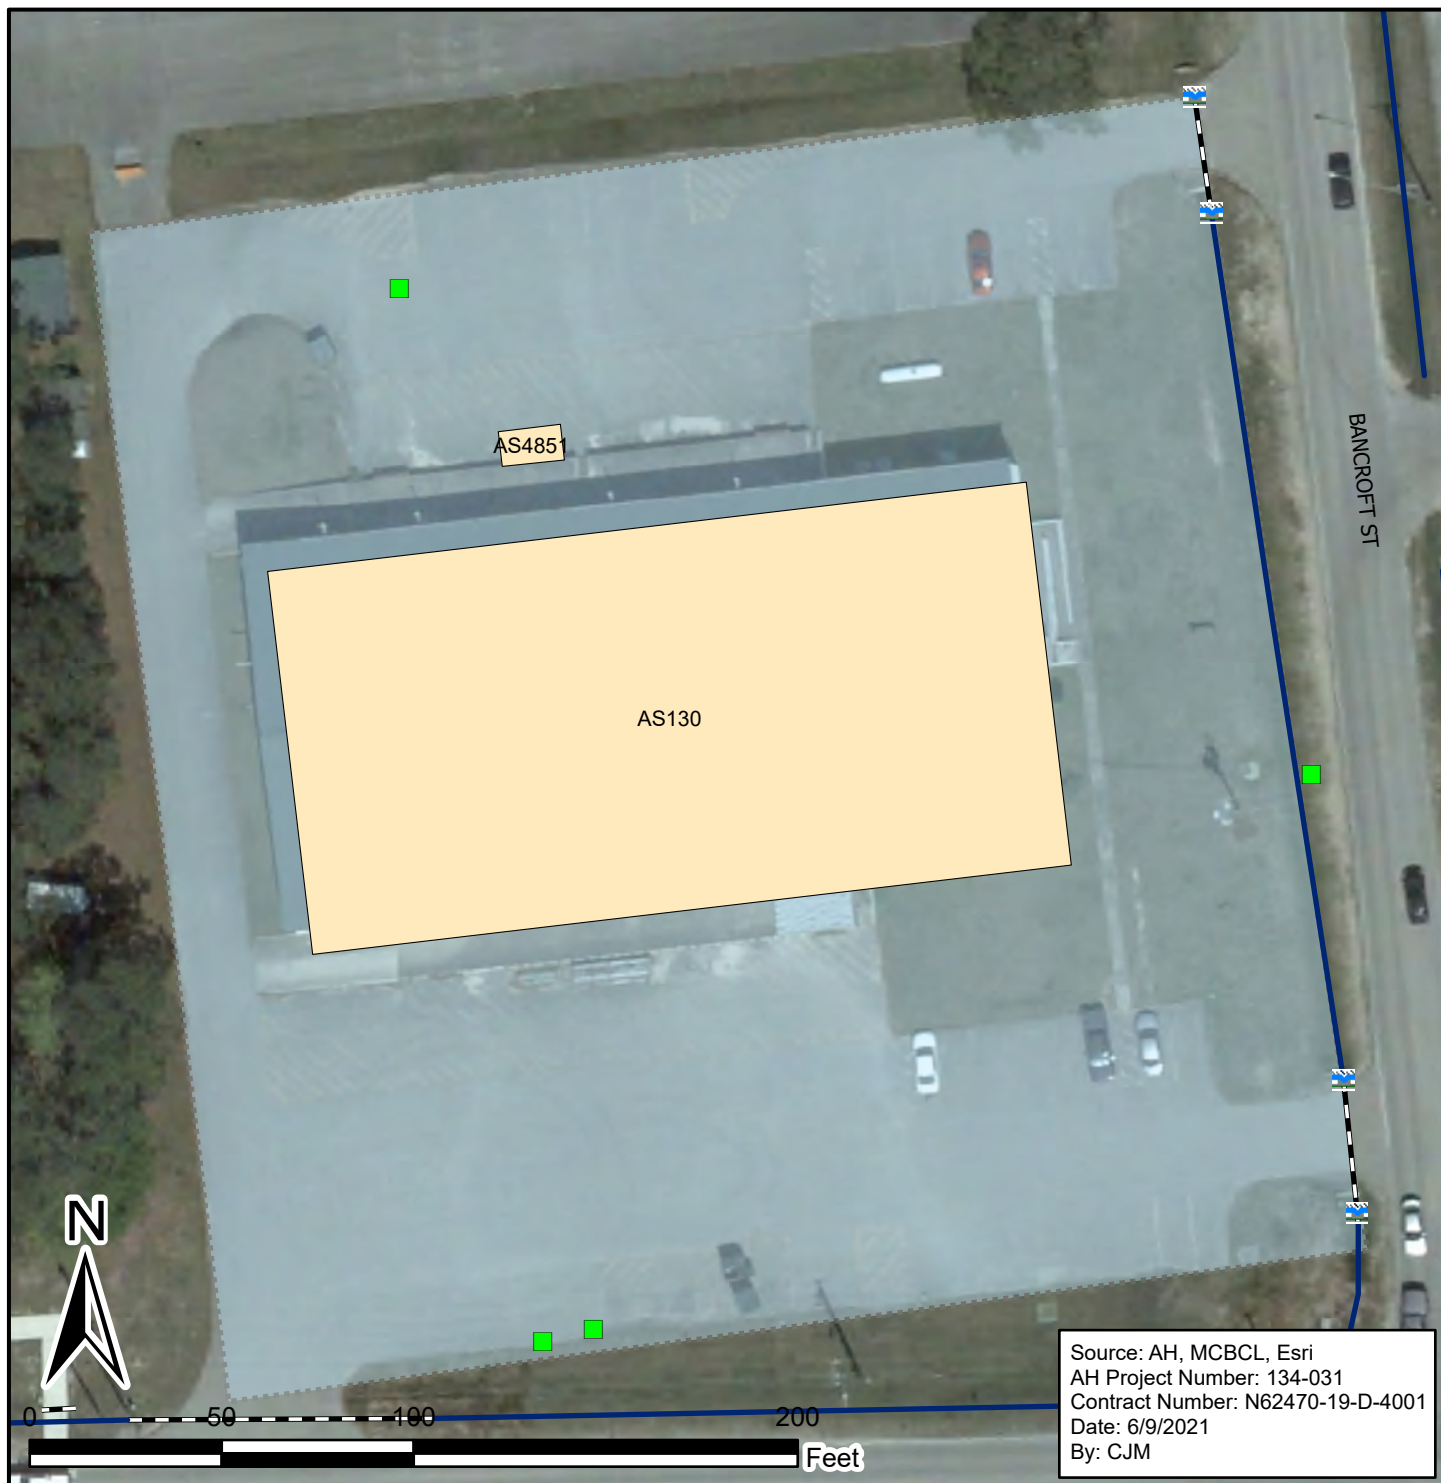 AS4851
BANCROFT ST
AS130
N
0 50 100 200
Feet
Source: AH, MCBCL, Esri
AH Project Number: 134-031
Contract Number: N62470-19-D-4001
Date: 6/9/2021
By: CJM